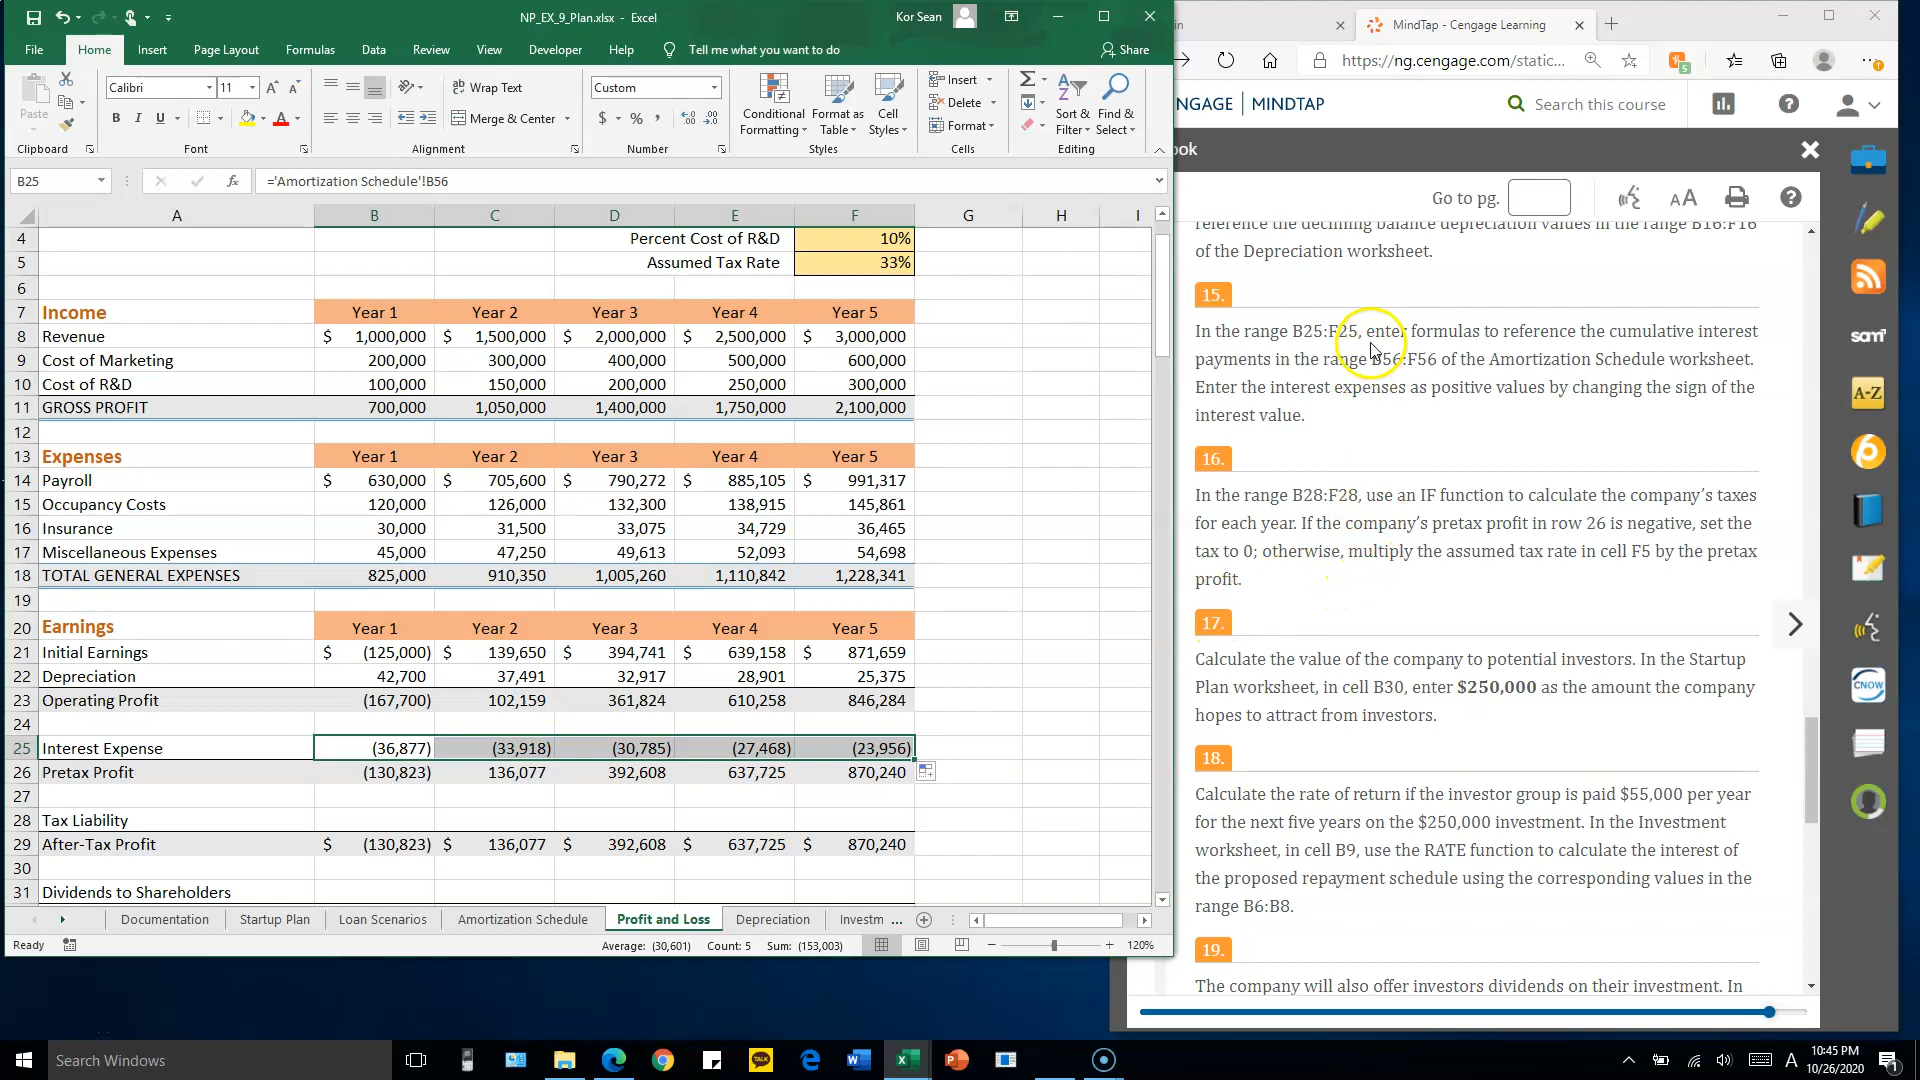 NP_EX_9_Plan.xlsx - Excel
Kor Sean
File Home Insert Page Layout Formulas Data Review View Developer Help Tell me what you want to do Share
Paste
Clipboard
Calibri 11
B I U
Font
Wrap Text
Merge & Center
Alignment
Custom
$ % ,
Number
Conditional Formatting
Format as Table
Cell Styles
Styles
Insert
Delete
Format
Cells
Sort & Filter
Find & Select
Editing
B25 fx ='Amortization Schedule'!B56
A B C D E F G H I
4 Percent Cost of R&D 10%
5 Assumed Tax Rate 33%
6
7 Income Year 1 Year 2 Year 3 Year 4 Year 5
8 Revenue $ 1,000,000 $ 1,500,000 $ 2,000,000 $ 2,500,000 $ 3,000,000
9 Cost of Marketing 200,000 300,000 400,000 500,000 600,000
10 Cost of R&D 100,000 150,000 200,000 250,000 300,000
11 GROSS PROFIT 700,000 1,050,000 1,400,000 1,750,000 2,100,000
12
13 Expenses Year 1 Year 2 Year 3 Year 4 Year 5
14 Payroll $ 630,000 $ 705,600 $ 790,272 $ 885,105 $ 991,317
15 Occupancy Costs 120,000 126,000 132,300 138,915 145,861
16 Insurance 30,000 31,500 33,075 34,729 36,465
17 Miscellaneous Expenses 45,000 47,250 49,613 52,093 54,698
18 TOTAL GENERAL EXPENSES 825,000 910,350 1,005,260 1,110,842 1,228,341
19
20 Earnings Year 1 Year 2 Year 3 Year 4 Year 5
21 Initial Earnings $ (125,000) $ 139,650 $ 394,741 $ 639,158 $ 871,659
22 Depreciation 42,700 37,491 32,917 28,901 25,375
23 Operating Profit (167,700) 102,159 361,824 610,258 846,284
24
25 Interest Expense (36,877) (33,918) (30,785) (27,468) (23,956)
26 Pretax Profit (130,823) 136,077 392,608 637,725 870,240
27
28 Tax Liability
29 After-Tax Profit $ (130,823) $ 136,077 $ 392,608 $ 637,725 $ 870,240
30
31 Dividends to Shareholders
Documentation Startup Plan Loan Scenarios Amortization Schedule Profit and Loss Depreciation Investm ...
Ready Average: (30,601) Count: 5 Sum: (153,003) 120%
in MindTap - Cengage Learning
https://ng.cengage.com/static...
5
NGAGE | MINDTAP Search this course
ook
Go to pg. AA
reference the declining balance depreciation values in the range B16:F16
of the Depreciation worksheet.
15.
In the range B25:F25, enter formulas to reference the cumulative interest
payments in the range B56:F56 of the Amortization Schedule worksheet.
Enter the interest expenses as positive values by changing the sign of the
interest value.
16.
In the range B28:F28, use an IF function to calculate the company's taxes
for each year. If the company's pretax profit in row 26 is negative, set the
tax to 0; otherwise, multiply the assumed tax rate in cell F5 by the pretax
profit.
17.
Calculate the value of the company to potential investors. In the Startup
Plan worksheet, in cell B30, enter $250,000 as the amount the company
hopes to attract from investors.
18.
Calculate the rate of return if the investor group is paid $55,000 per year
for the next five years on the $250,000 investment. In the Investment
worksheet, in cell B9, use the RATE function to calculate the interest of
the proposed repayment schedule using the corresponding values in the
range B6:B8.
19.
The company will also offer investors dividends on their investment. In
sam
A-Z
CNOW
Search Windows
TALK
A
10:45 PM
10/26/2020
1